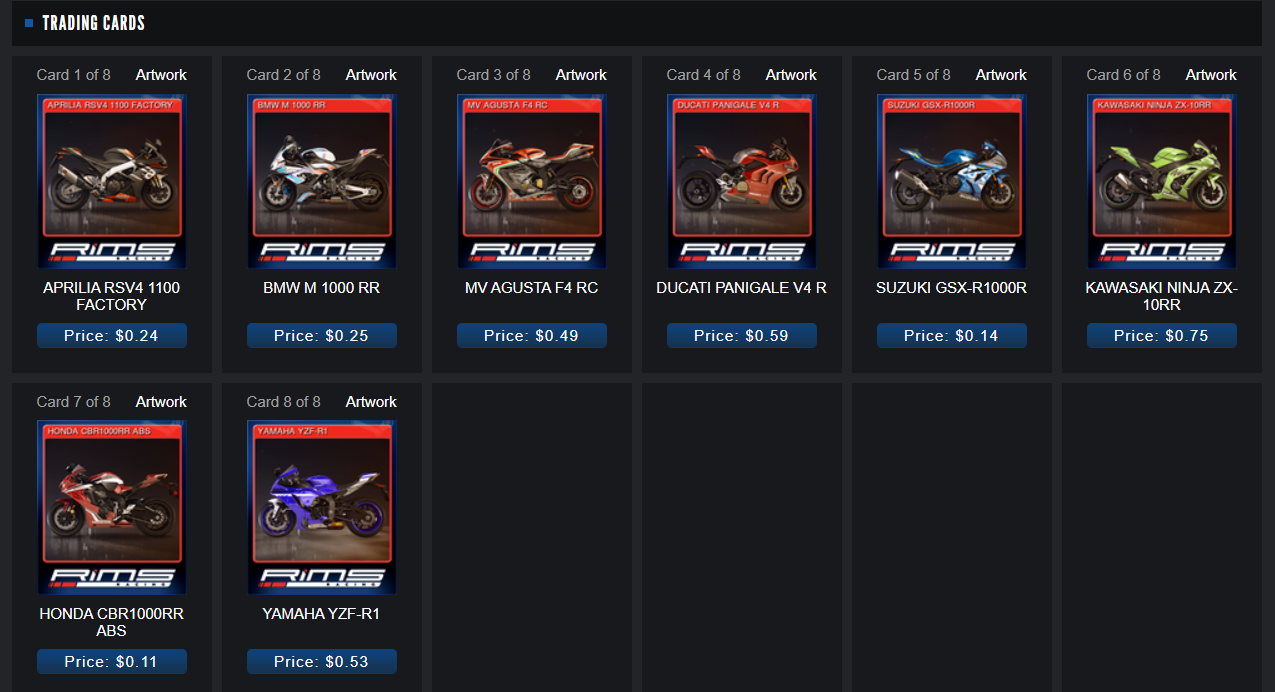 TRADING CARDS
Card 1 of 8 Artwork
APRILIA RSV4 1100 FACTORY
RIMS
RACING
APRILIA RSV4 1100
FACTORY
Price: $0.24
Card 2 of 8 Artwork
BMW M 1000 RR
RIMS
RACING
BMW M 1000 RR
Price: $0.25
Card 3 of 8 Artwork
MV AGUSTA F4 RC
RIMS
RACING
MV AGUSTA F4 RC
Price: $0.49
Card 4 of 8 Artwork
DUCATI PANIGALE V4 R
RIMS
RACING
DUCATI PANIGALE V4 R
Price: $0.59
Card 5 of 8 Artwork
SUZUKI GSX-R1000R
RIMS
RACING
SUZUKI GSX-R1000R
Price: $0.14
Card 6 of 8 Artwork
KAWASAKI NINJA ZX-10RR
RIMS
RACING
KAWASAKI NINJA ZX-
10RR
Price: $0.75
Card 7 of 8 Artwork
HONDA CBR1000RR ABS
RIMS
RACING
HONDA CBR1000RR
ABS
Price: $0.11
Card 8 of 8 Artwork
YAMAHA YZF-R1
RIMS
RACING
YAMAHA YZF-R1
Price: $0.53